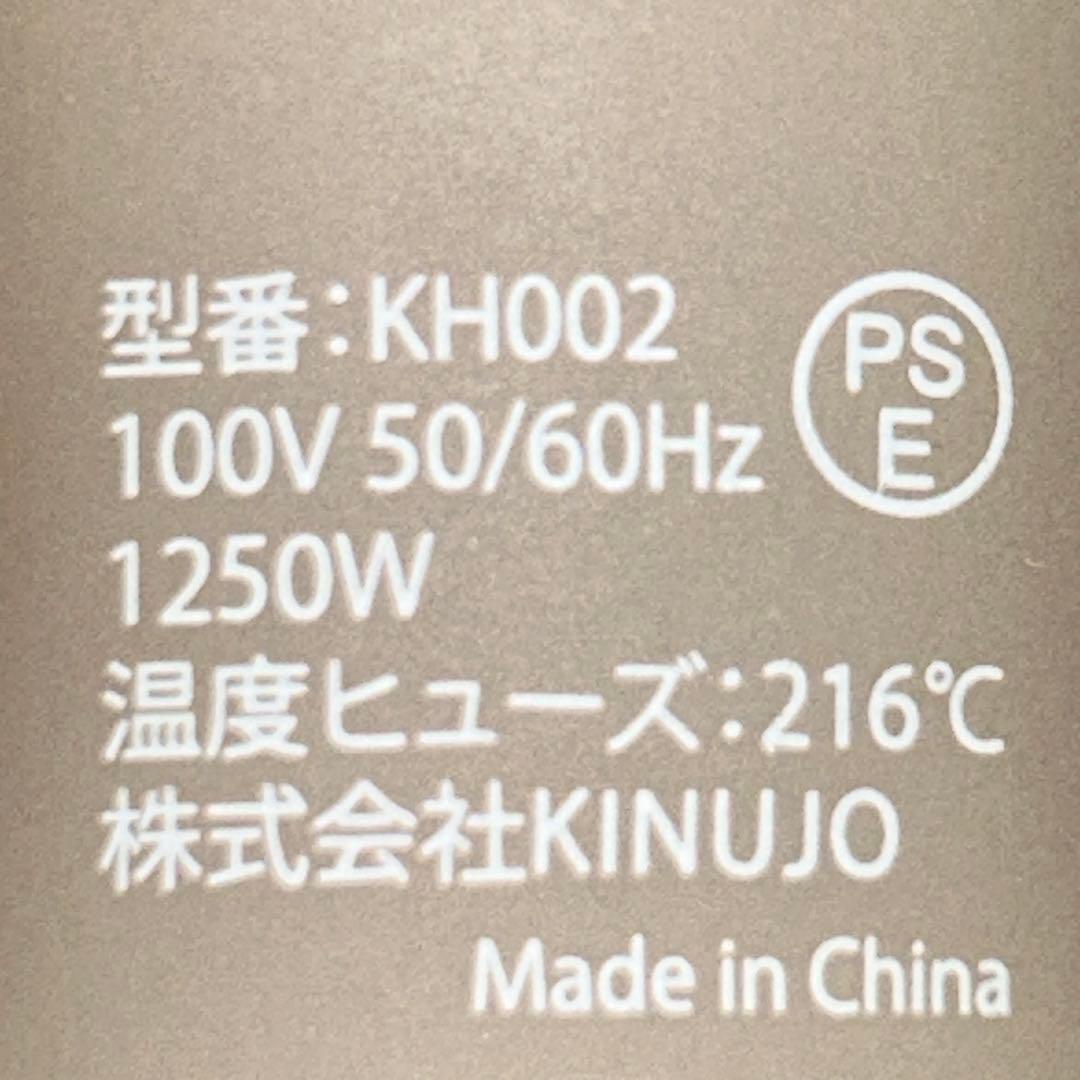 型番：KH002
PS
E
100V 50/60Hz
1250W
温度ヒューズ：216℃
株式会社KINUJO
Made in China